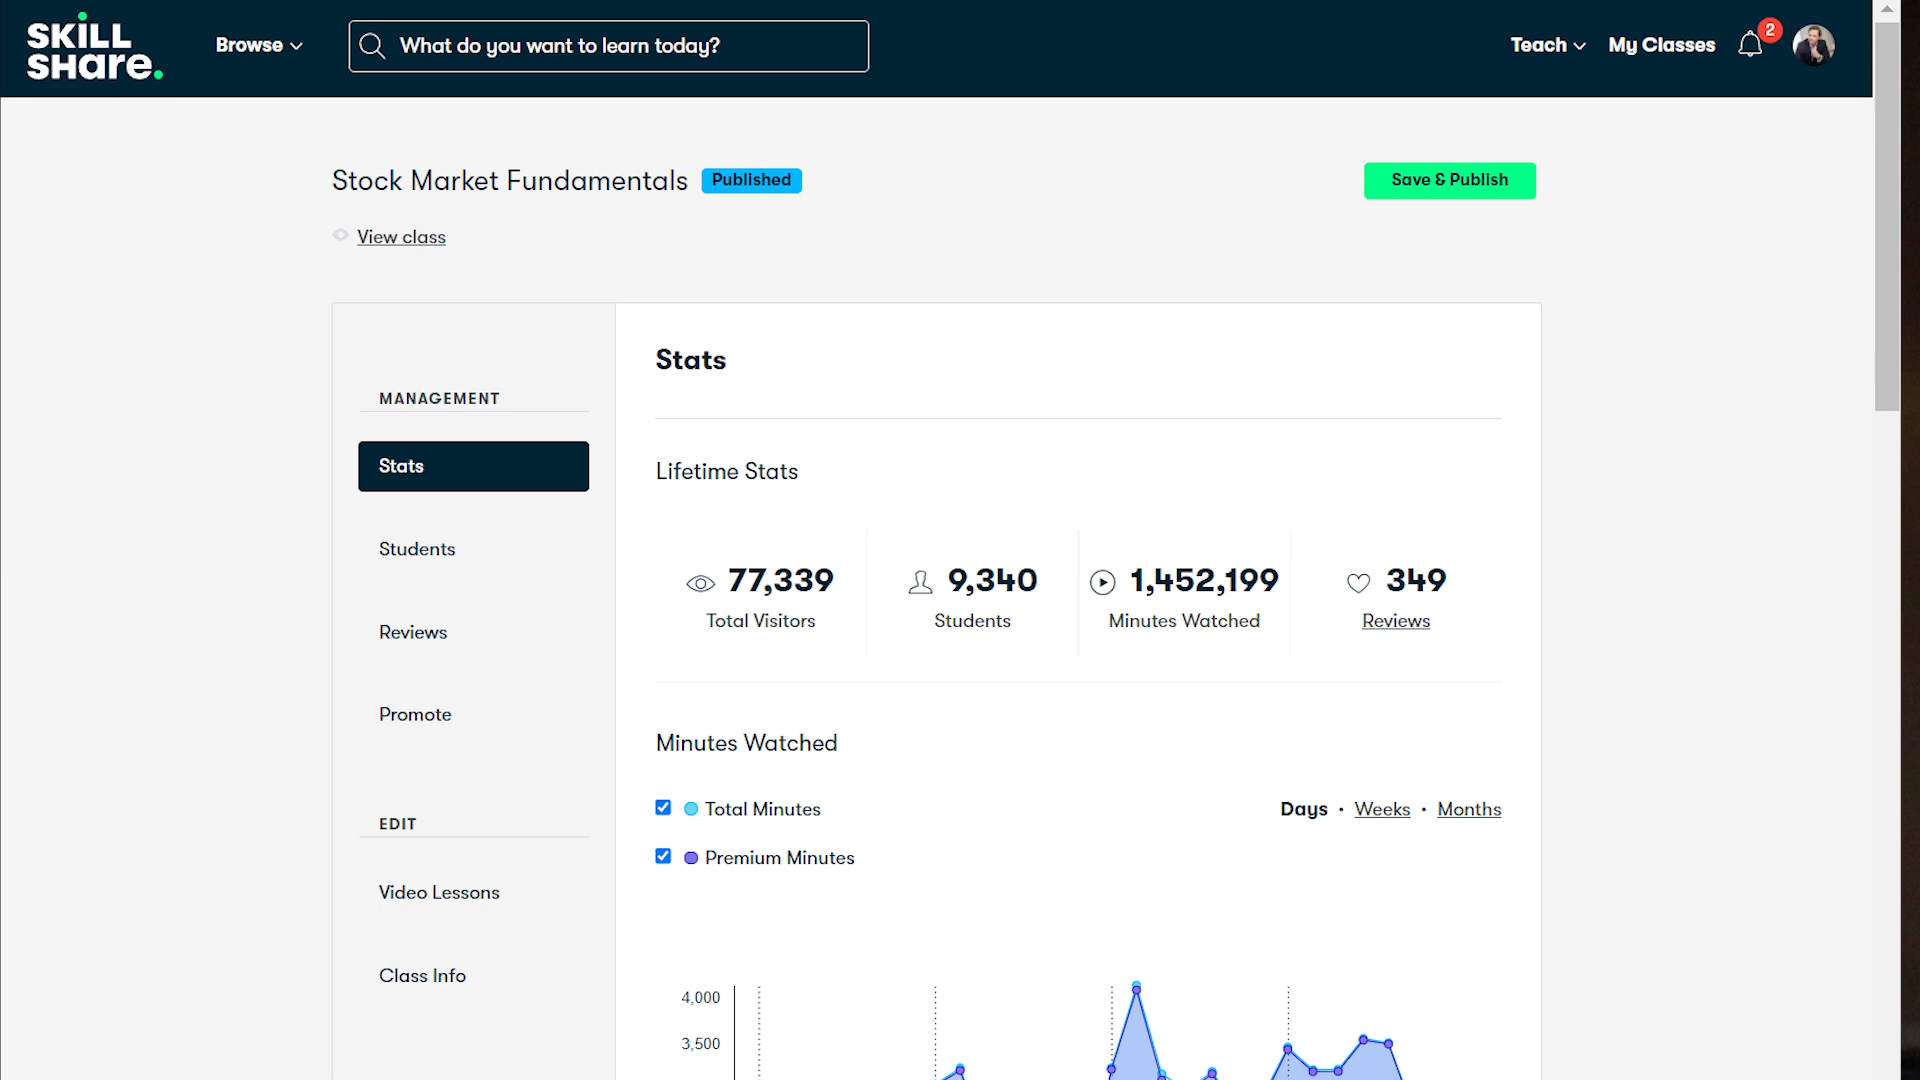 SKILL
SHare.
Browse
What do you want to learn today?
Teach
My Classes
2
Stock Market Fundamentals
Published
Save & Publish
View class
MANAGEMENT
Stats
Students
Reviews
Promote
EDIT
Video Lessons
Class Info
Stats
Lifetime Stats
77,339
Total Visitors
9,340
Students
1,452,199
Minutes Watched
349
Reviews
Minutes Watched
Total Minutes
Days · Weeks · Months
Premium Minutes
4,000
3,500